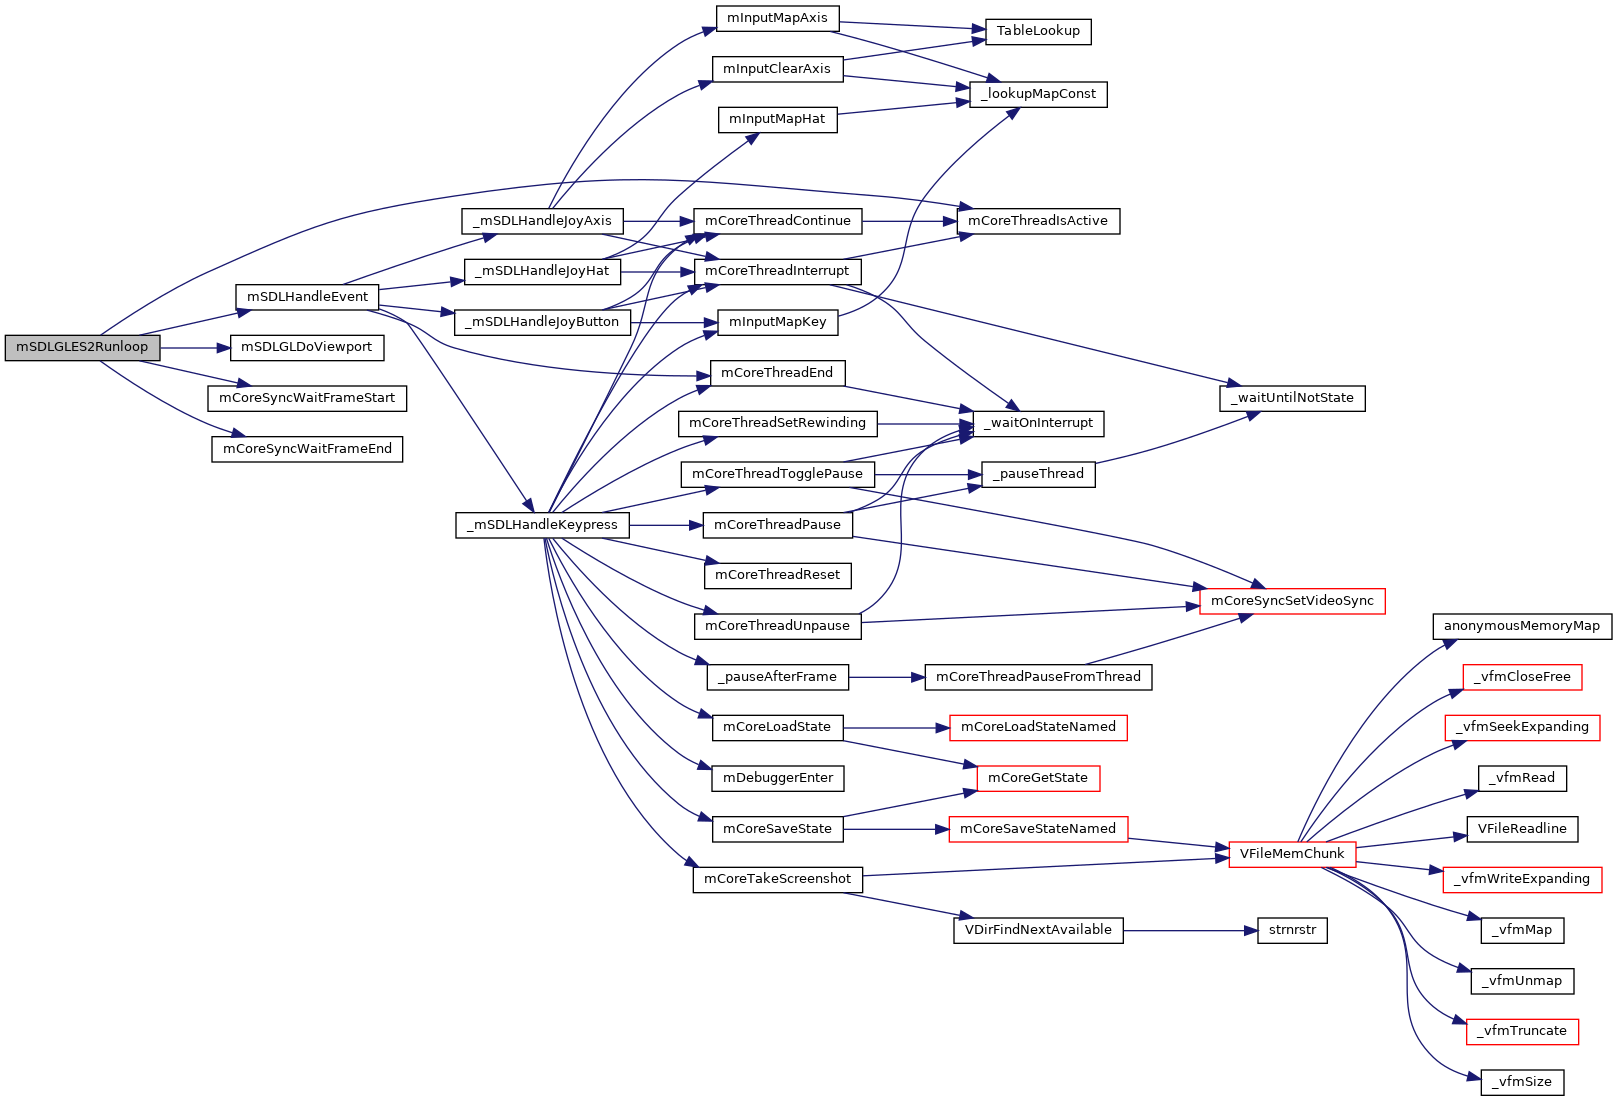 mSDLGLES2Runloop
mSDLHandleEvent
mSDLGLDoViewport
mCoreSyncWaitFrameStart
mCoreSyncWaitFrameEnd
_mSDLHandleJoyAxis
_mSDLHandleJoyHat
_mSDLHandleJoyButton
_mSDLHandleKeypress
mInputMapAxis
mInputClearAxis
mInputMapHat
mCoreThreadContinue
mCoreThreadInterrupt
mInputMapKey
mCoreThreadEnd
mCoreThreadSetRewinding
mCoreThreadTogglePause
mCoreThreadPause
mCoreThreadReset
mCoreThreadUnpause
_pauseAfterFrame
mCoreLoadState
mDebuggerEnter
mCoreSaveState
mCoreTakeScreenshot
TableLookup
_lookupMapConst
mCoreThreadIsActive
_waitOnInterrupt
_pauseThread
mCoreThreadPauseFromThread
mCoreLoadStateNamed
mCoreGetState
mCoreSaveStateNamed
VDirFindNextAvailable
_waitUntilNotState
mCoreSyncSetVideoSync
VFileMemChunk
strnrstr
anonymousMemoryMap
_vfmCloseFree
_vfmSeekExpanding
_vfmRead
VFileReadline
_vfmWriteExpanding
_vfmMap
_vfmUnmap
_vfmTruncate
_vfmSize